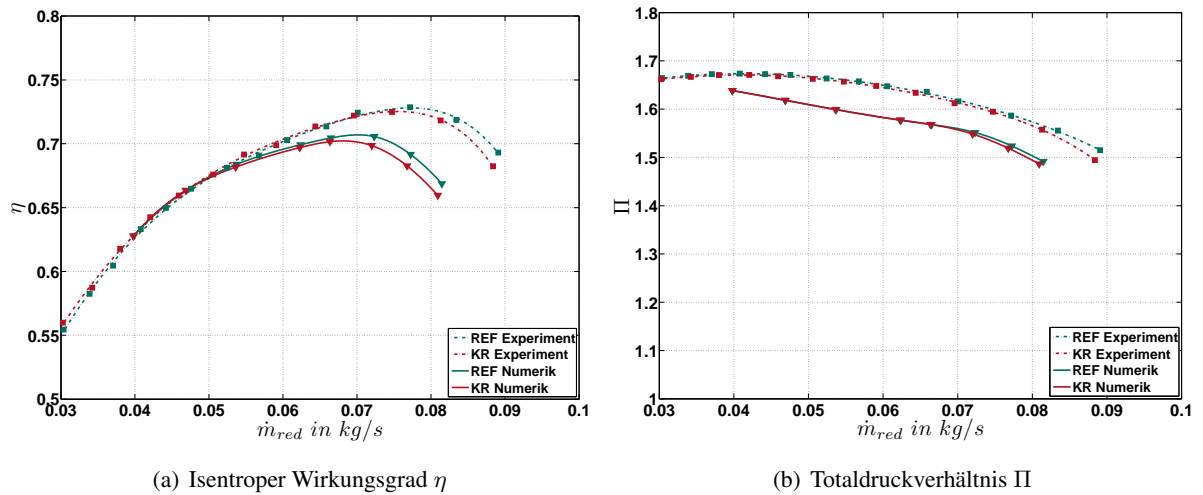 0.8
0.75
0.7
0.65
0.6
0.55
0.5
η
0.03 0.04 0.05 0.06 0.07 0.08 0.09 0.1
ṁ_red in kg/s
REF Experiment
KR Experiment
REF Numerik
KR Numerik
(a) Isentroper Wirkungsgrad η
1.8
1.7
1.6
1.5
1.4
1.3
1.2
1.1
1
Π
0.03 0.04 0.05 0.06 0.07 0.08 0.09 0.1
ṁ_red in kg/s
REF Experiment
KR Experiment
REF Numerik
KR Numerik
(b) Totaldruckverhältnis Π